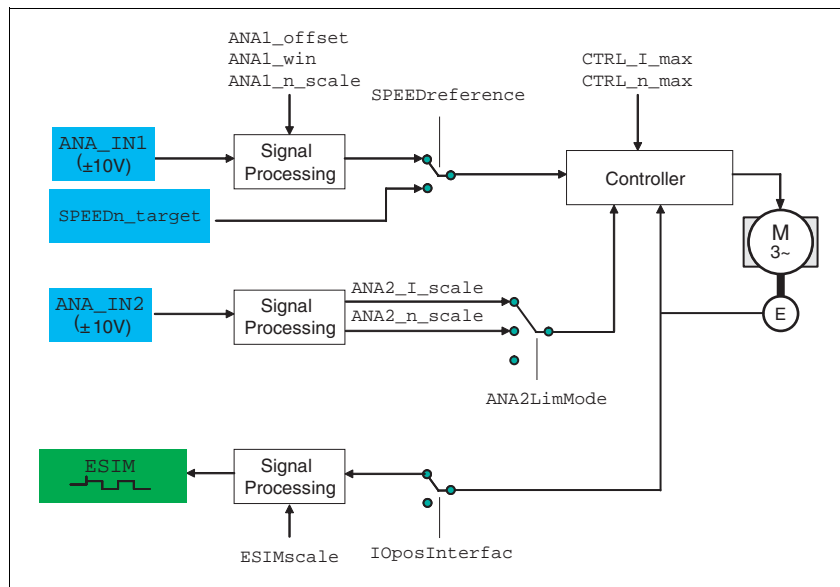 ANA1_offset
ANA1_win
ANA1_n_scale
CTRL_I_max
CTRL_n_max
SPEEDreference
ANA_IN1
(±10V)
Signal
Processing
Controller
SPEEDn_target
M
3~
ANA_IN2
(±10V)
Signal
Processing
ANA2_I_scale
ANA2_n_scale
E
ANA2LimMode
ESIM
Signal
Processing
ESIMscale
IOposInterfac